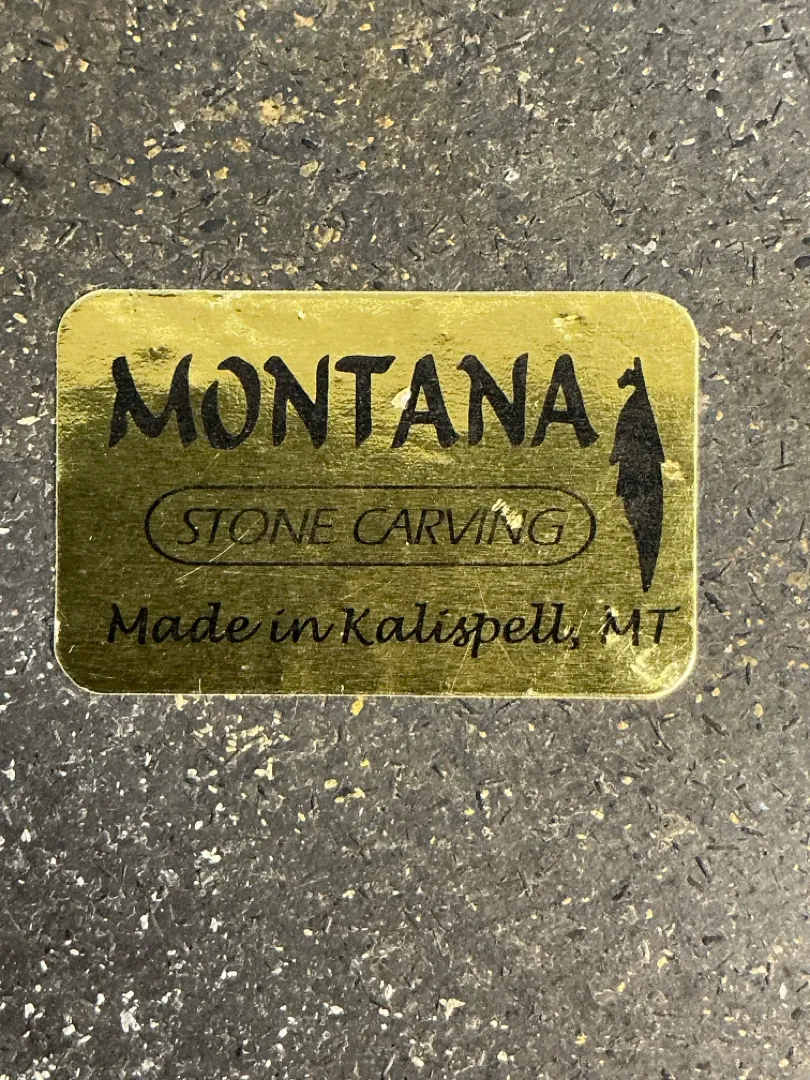 MONTANA
STONE CARVING
Made in Kalispell, MT